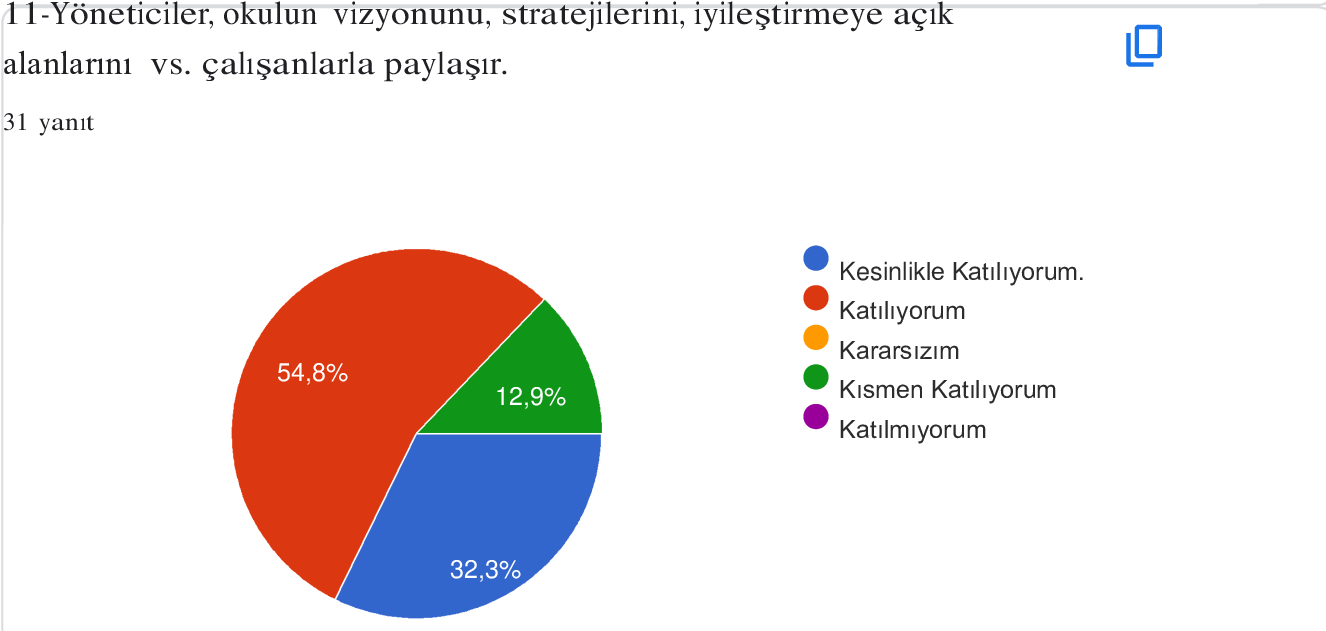 11-Yöneticiler, okulun vizyonunu, stratejilerini, iyileştirmeye açık
alanlarını vs. çalışanlarla paylaşır.
31 yanıt
54,8%
12,9%
32,3%
Kesinlikle Katılıyorum.
Katılıyorum
Kararsızım
Kısmen Katılıyorum
Katılmıyorum